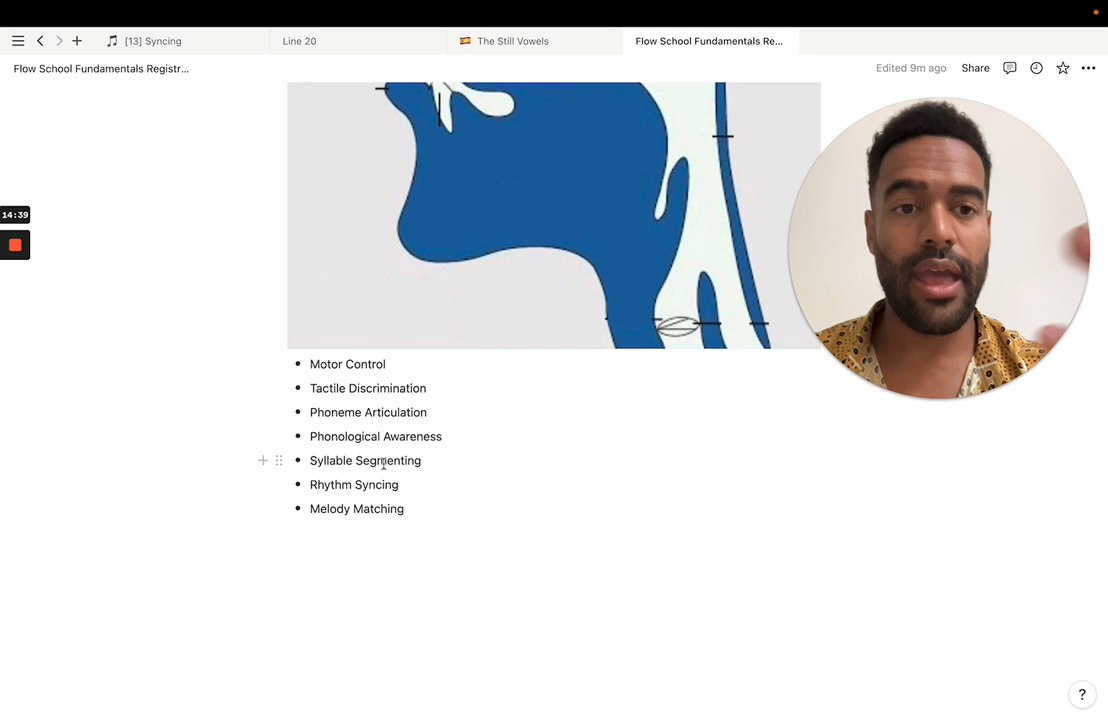 [13] Syncing
Line 20
The Still Vowels
Flow School Fundamentals Re...
Flow School Fundamentals Registr...
Edited 9m ago
Share
14:39
Motor Control
Tactile Discrimination
Phoneme Articulation
Phonological Awareness
Syllable Segmenting
Rhythm Syncing
Melody Matching
?